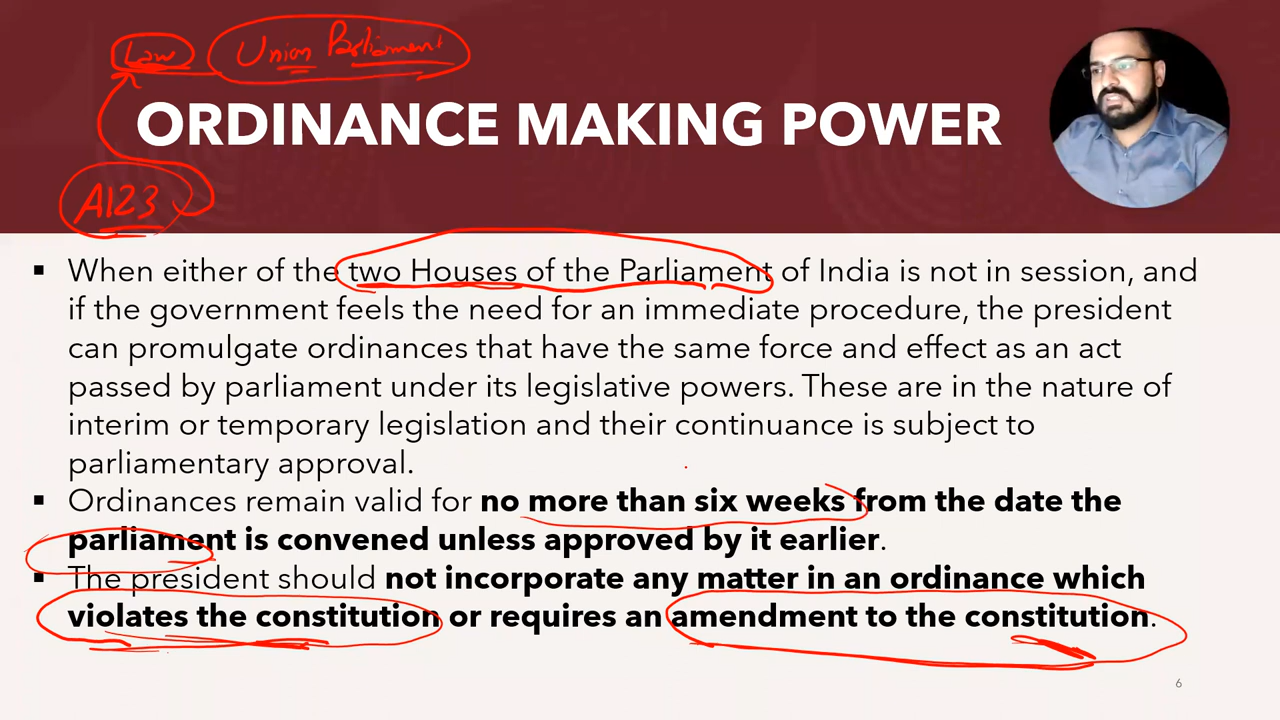 Law Union Parliament
ORDINANCE MAKING POWER
A123
▪ When either of the two Houses of the Parliament of India is not in session, and
if the government feels the need for an immediate procedure, the president
can promulgate ordinances that have the same force and effect as an act
passed by parliament under its legislative powers. These are in the nature of
interim or temporary legislation and their continuance is subject to
parliamentary approval.
▪ Ordinances remain valid for no more than six weeks from the date the
parliament is convened unless approved by it earlier.
▪ The president should not incorporate any matter in an ordinance which
violates the constitution or requires an amendment to the constitution.
6